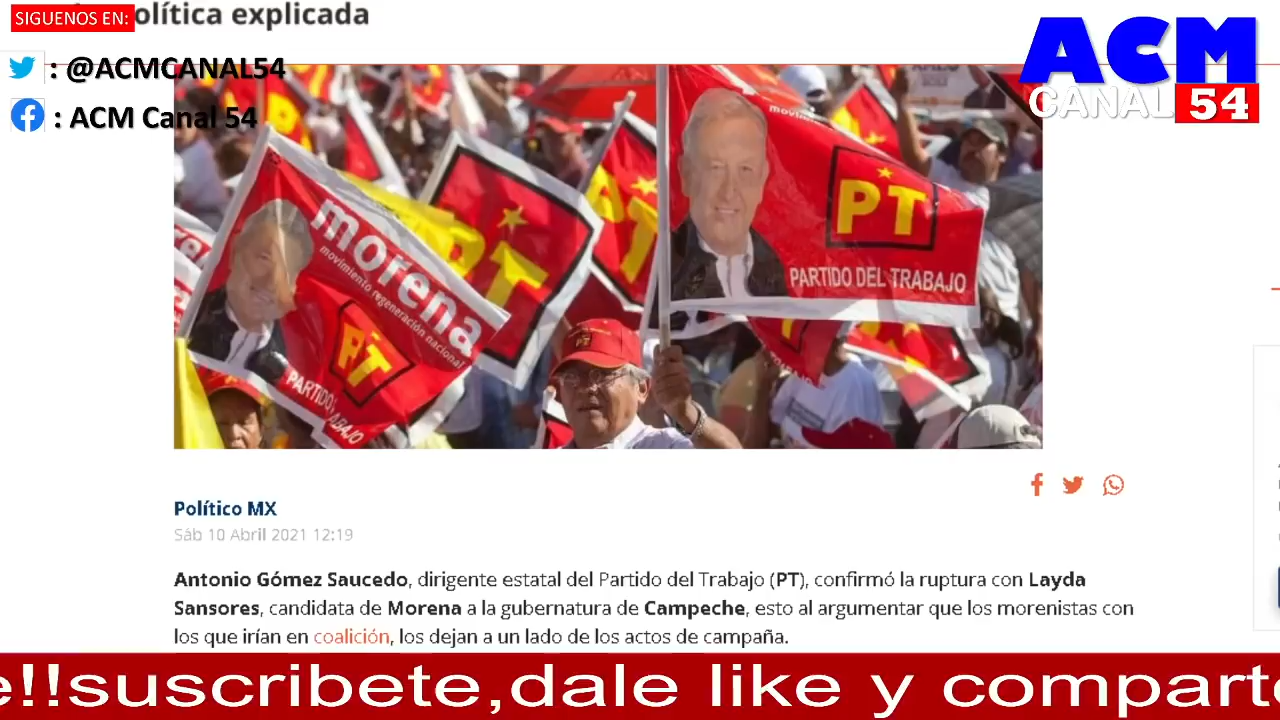 olítica explicada
SIGUENOS EN:
: @ACMCANAL54
: ACM Canal 54
ACM
CANAL 54
morena
movimiento regeneración nacional
PT
PARTIDO
PT
PT
PARTIDO DEL TRABAJO
Político MX
Sáb 10 Abril 2021 12:19
Antonio Gómez Saucedo, dirigente estatal del Partido del Trabajo (PT), confirmó la ruptura con Layda
Sansores, candidata de Morena a la gubernatura de Campeche, esto al argumentar que los morenistas con
los que irían en coalición, los dejan a un lado de los actos de campaña.
e!!suscribete,dale like y comparte